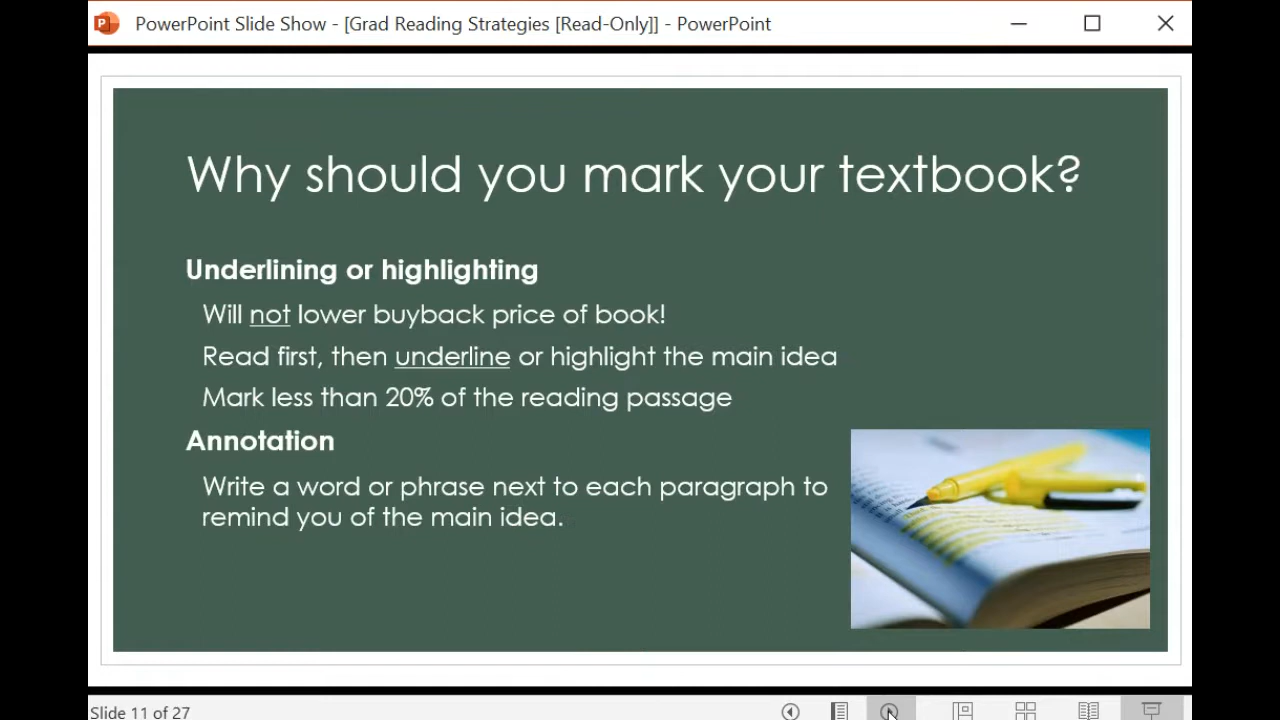 PowerPoint Slide Show - [Grad Reading Strategies [Read-Only]] - PowerPoint
Why should you mark your textbook?
Underlining or highlighting
Will not lower buyback price of book!
Read first, then underline or highlight the main idea
Mark less than 20% of the reading passage
Annotation
Write a word or phrase next to each paragraph to
remind you of the main idea.
Slide 11 of 27